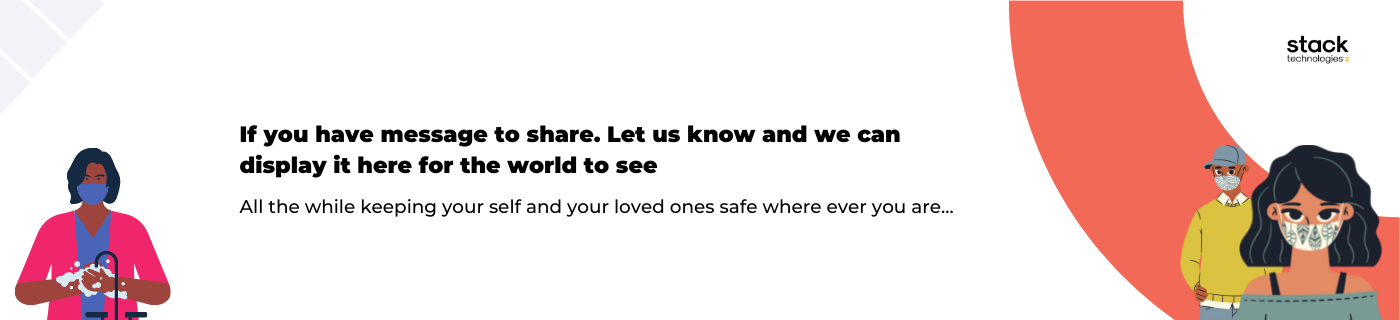 stack
technologies
If you have message to share. Let us know and we can
display it here for the world to see
All the while keeping your self and your loved ones safe where ever you are...